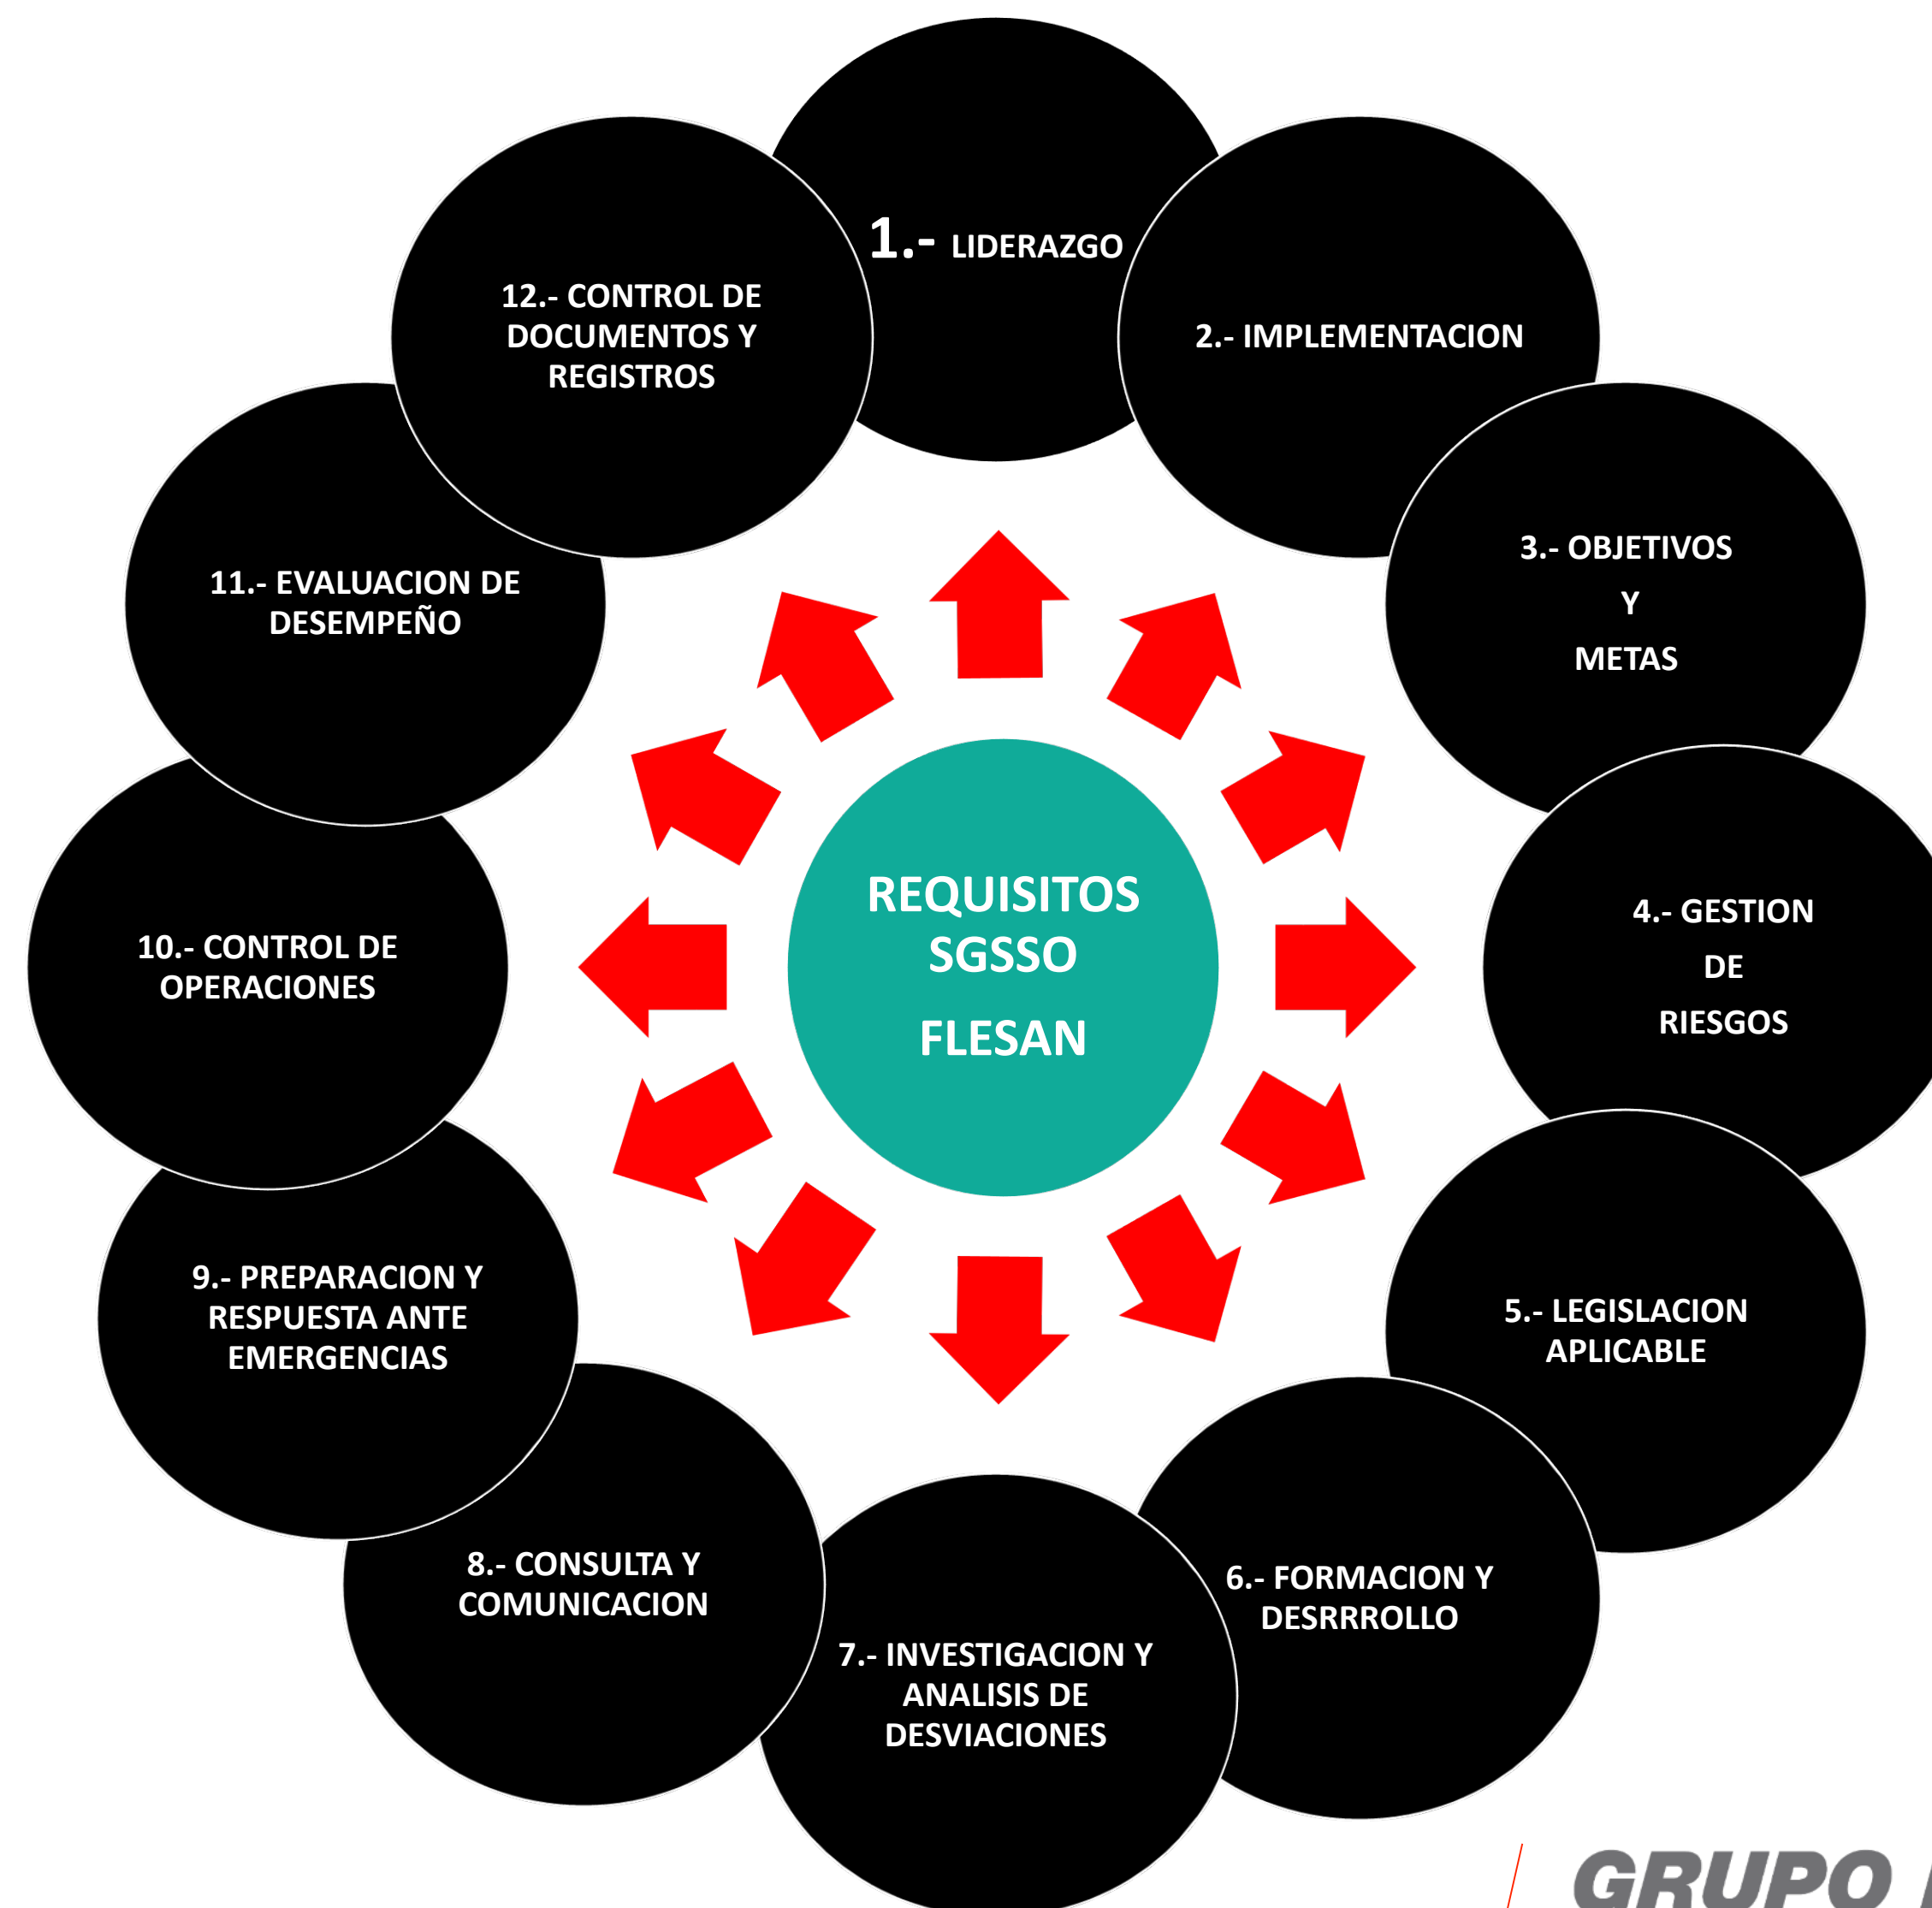 1.- LIDERAZGO
2.- IMPLEMENTACION
3.- OBJETIVOS
Y
METAS
4.- GESTION
DE
RIESGOS
5.- LEGISLACION
APLICABLE
6.- FORMACION Y
DESRRROLLO
7.- INVESTIGACION Y
ANALISIS DE
DESVIACIONES
8.- CONSULTA Y
COMUNICACION
9.- PREPARACION Y
RESPUESTA ANTE
EMERGENCIAS
10.- CONTROL DE
OPERACIONES
11.- EVALUACION DE
DESEMPEÑO
12.- CONTROL DE
DOCUMENTOS Y
REGISTROS
REQUISITOS
SGSSO
FLESAN
GRUPO